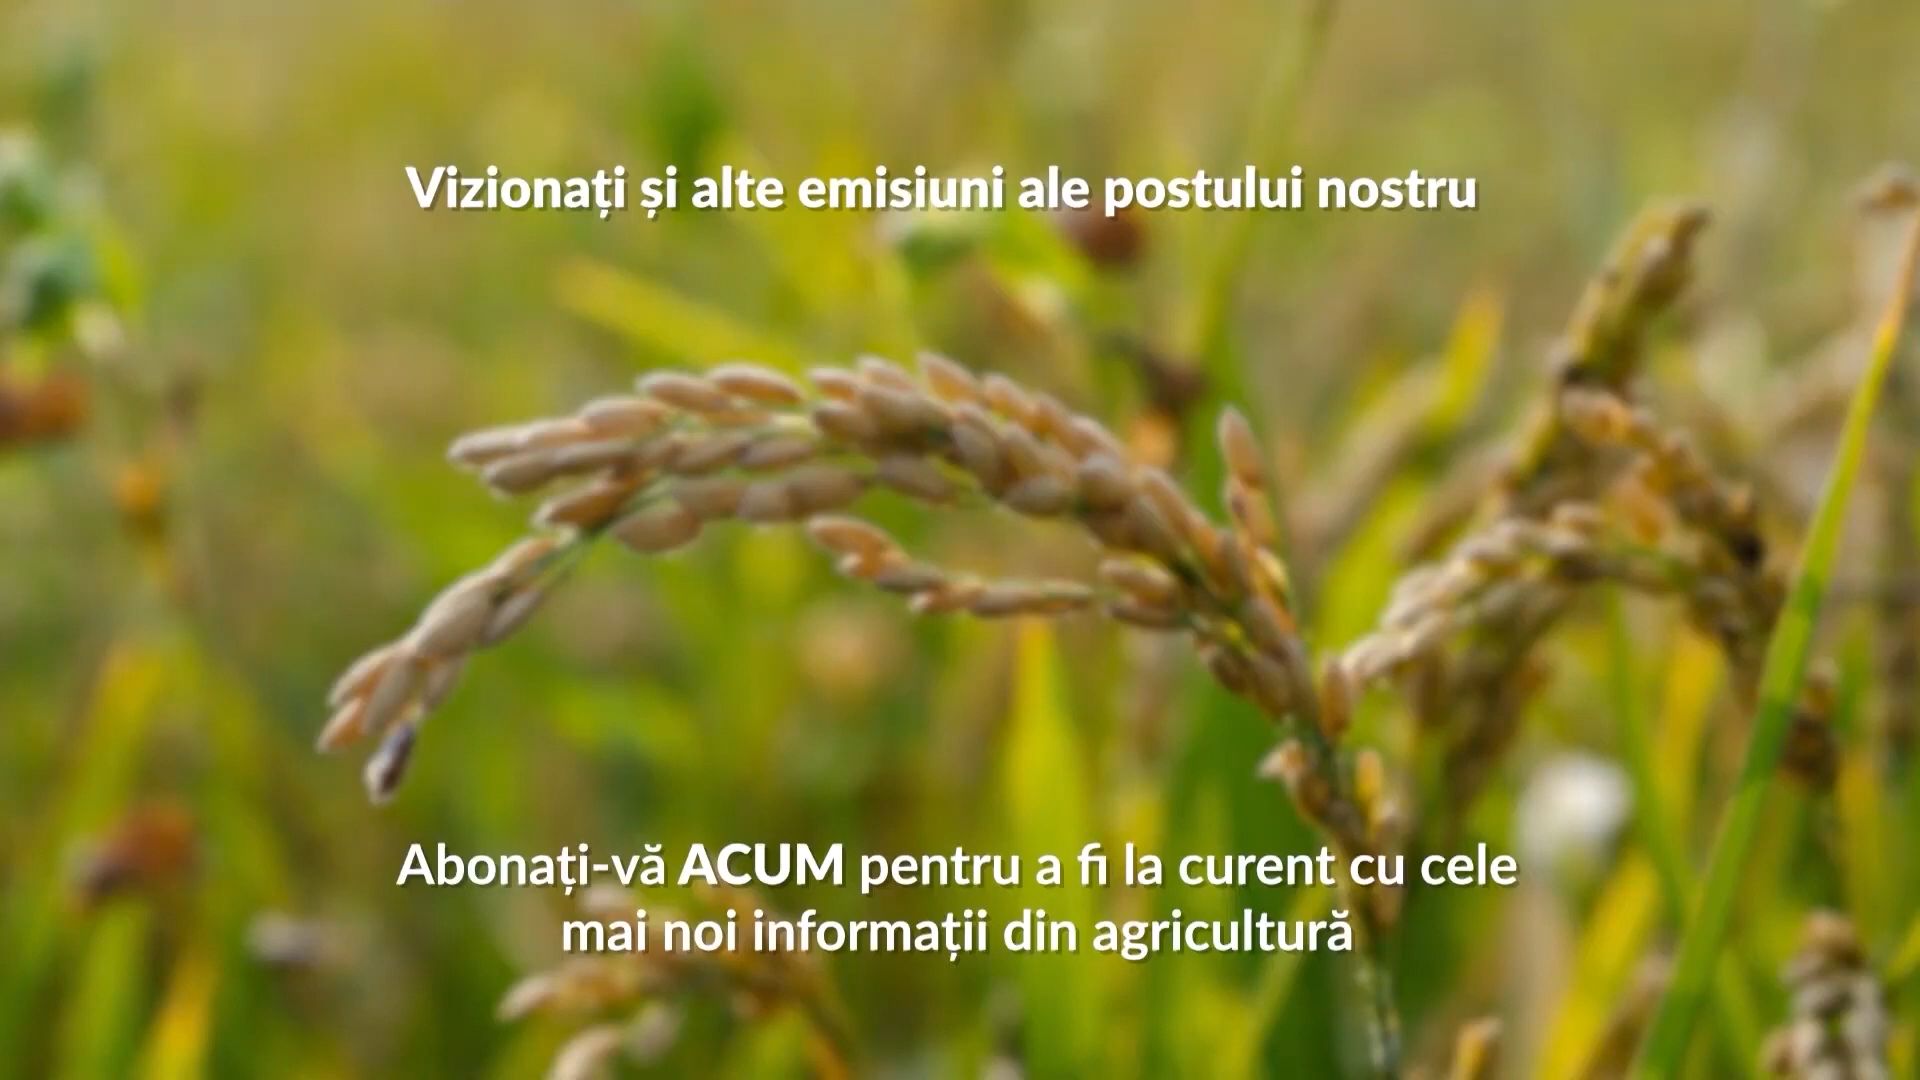 Vizionați și alte emisiuni ale postului nostru
Abonați-vă ACUM pentru a fi la curent cu cele
mai noi informații din agricultură